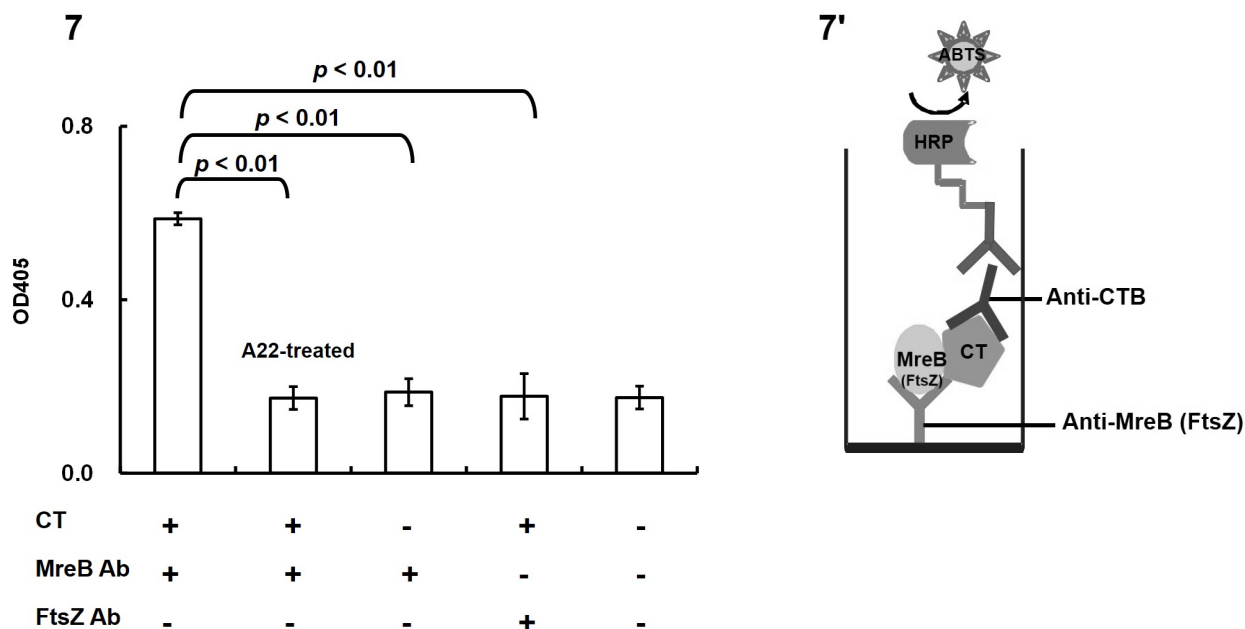 7
7'
p < 0.01
p < 0.01
p < 0.01
0.8
0.4
0.0
OD405
A22-treated
CT + + - + -
MreB Ab + + + - -
FtsZ Ab - - - + -
ABTS
HRP
Anti-CTB
CT
MreB
(FtsZ)
Anti-MreB (FtsZ)